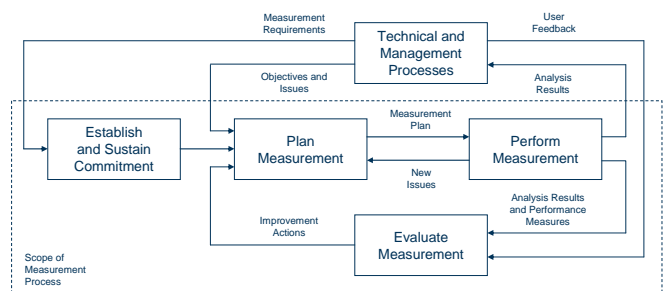 Measurement
Requirements
Technical and
Management
Processes
User
Feedback
Objectives and
Issues
Analysis
Results
Establish
and Sustain
Commitment
Plan
Measurement
Measurement
Plan
Perform
Measurement
New
Issues
Improvement
Actions
Evaluate
Measurement
Analysis Results
and Performance
Measures
Scope of
Measurement
Process